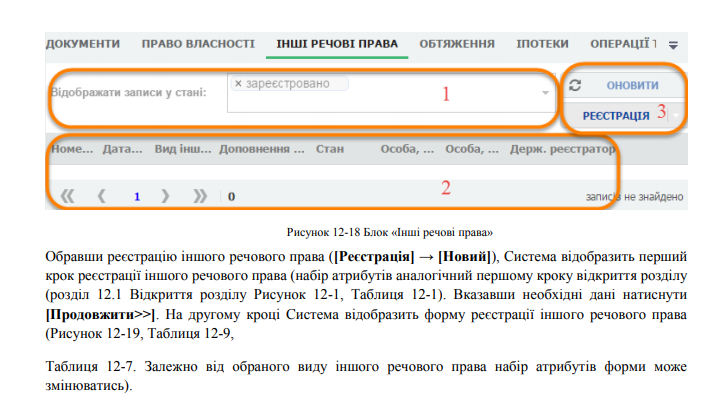 ДОКУМЕНТИ ПРАВО ВЛАСНОСТІ ІНШІ РЕЧОВІ ПРАВА ОБТЯЖЕННЯ ІПОТЕКИ ОПЕРАЦІЇ
Відображати записи у стані: × зареєстровано 1 ОНОВИТИ
РЕЄСТРАЦІЯ 3
Номе... Дата... Вид інш... Доповнення ... Стан Особа, ... Особа, ... Держ. реєстратор
1 0 2 записів не знайдено
Рисунок 12-18 Блок «Інші речові права»
Обравши реєстрацію іншого речового права ([Реєстрація] → [Новий]), Система відобразить перший
крок реєстрації іншого речового права (набір атрибутів аналогічний першому кроку відкриття розділу
(розділ 12.1 Відкриття розділу Рисунок 12-1, Таблиця 12-1). Вказавши необхідні дані натиснути
[Продовжити>>]. На другому кроці Система відобразить форму реєстрації іншого речового права
(Рисунок 12-19, Таблиця 12-9,
Таблиця 12-7. Залежно від обраного виду іншого речового права набір атрибутів форми може
змінюватись).